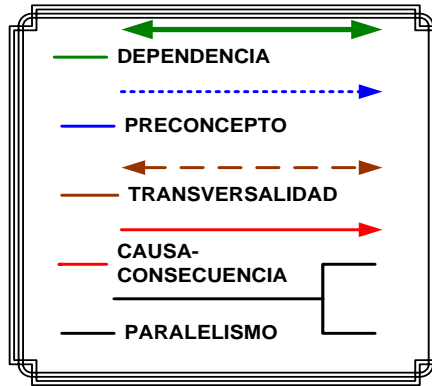 DEPENDENCIA
PRECONCEPTO
TRANSVERSALIDAD
CAUSA-
CONSECUENCIA
PARALELISMO